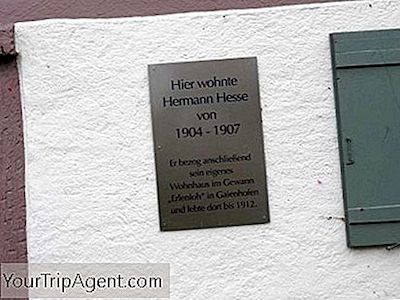 Hier wohnte
Hermann Hesse
von
1904 - 1907
Er bezog anschließend
sein eigenes
Wohnhaus im Gewann
„Erlenloh" in Gaienhofen
und lebte dort bis 1912.
YourTripAgent.com